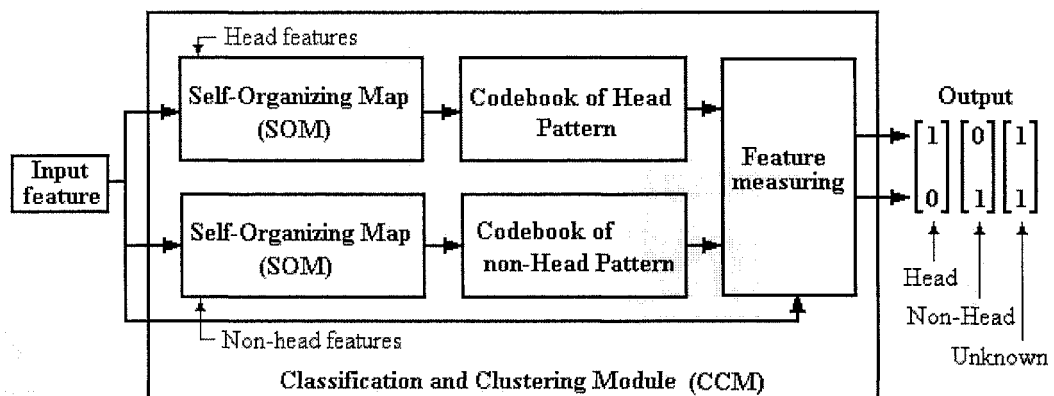 Head features
Self-Organizing Map
(SOM)
Codebook of Head
Pattern
Input
feature
Feature
measuring
Self-Organizing Map
(SOM)
Codebook of
non-Head Pattern
Non-head features
Classification and Clustering Module (CCM)
Output
1 0 1
0 1 1
Head
Non-Head
Unknown